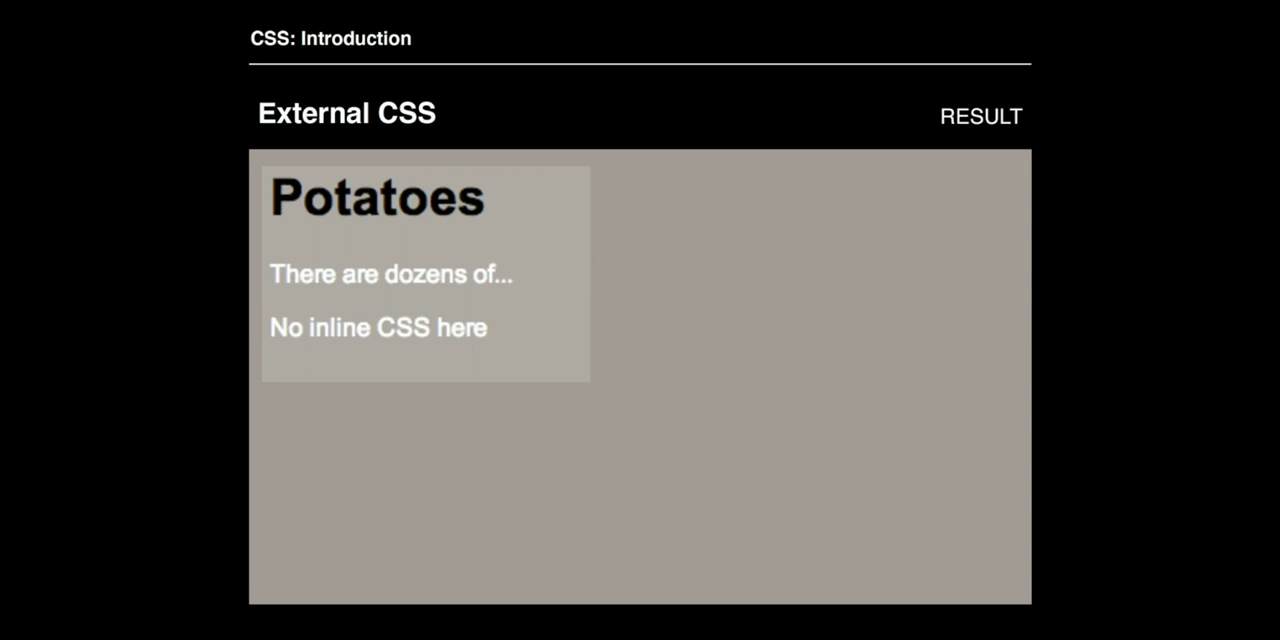 CSS: Introduction
External CSS
RESULT
Potatoes
There are dozens of...
No inline CSS here